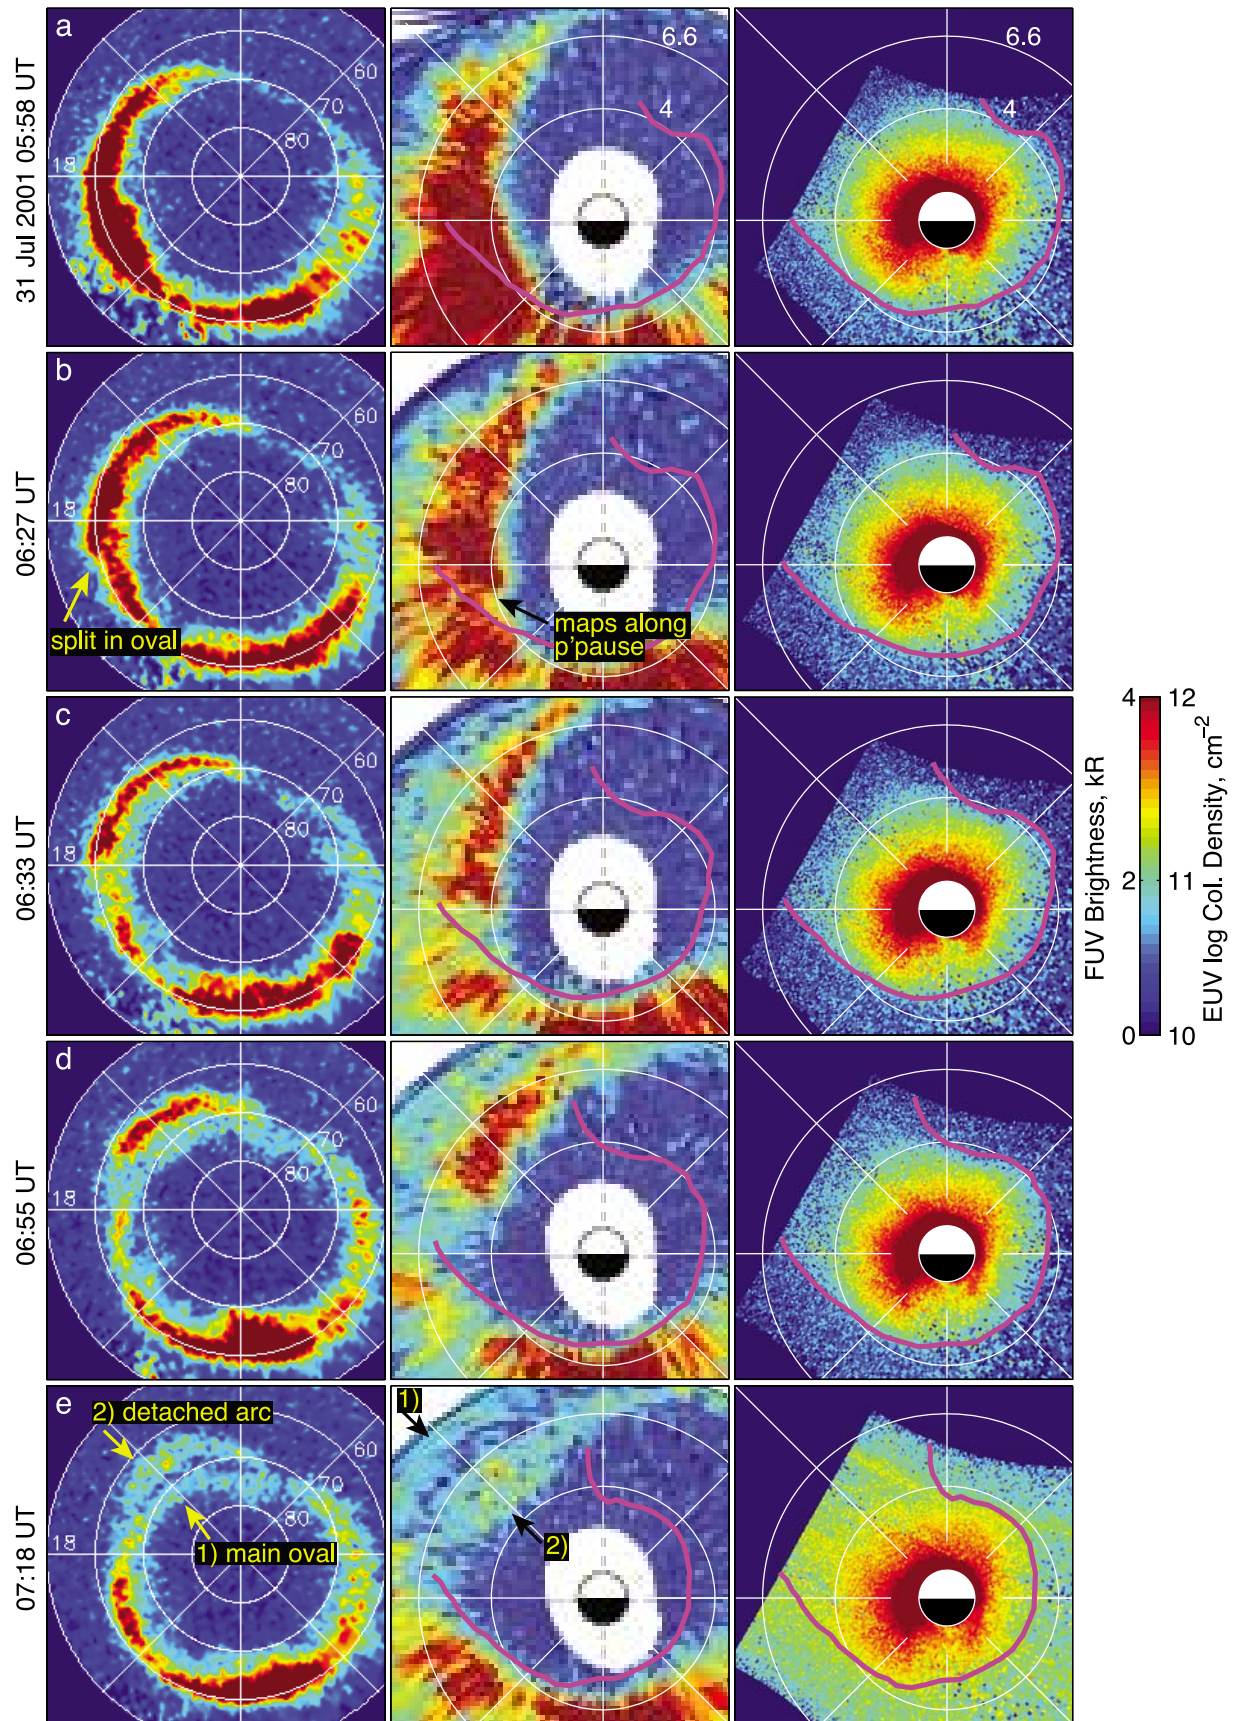 31 Jul 2001 05:58 UT
a
60
70
80
18
6.6
4
6.6
4
06:27 UT
b
60
70
80
18
split in oval
maps along
p'pause
06:33 UT
c
60
70
80
18
4
2
0
FUV Brightness, kR
12
11
10
EUV log Col. Density, cm⁻²
06:55 UT
d
60
70
80
18
07:18 UT
e
2) detached arc
60
70
80
18
1) main oval
1)
2)